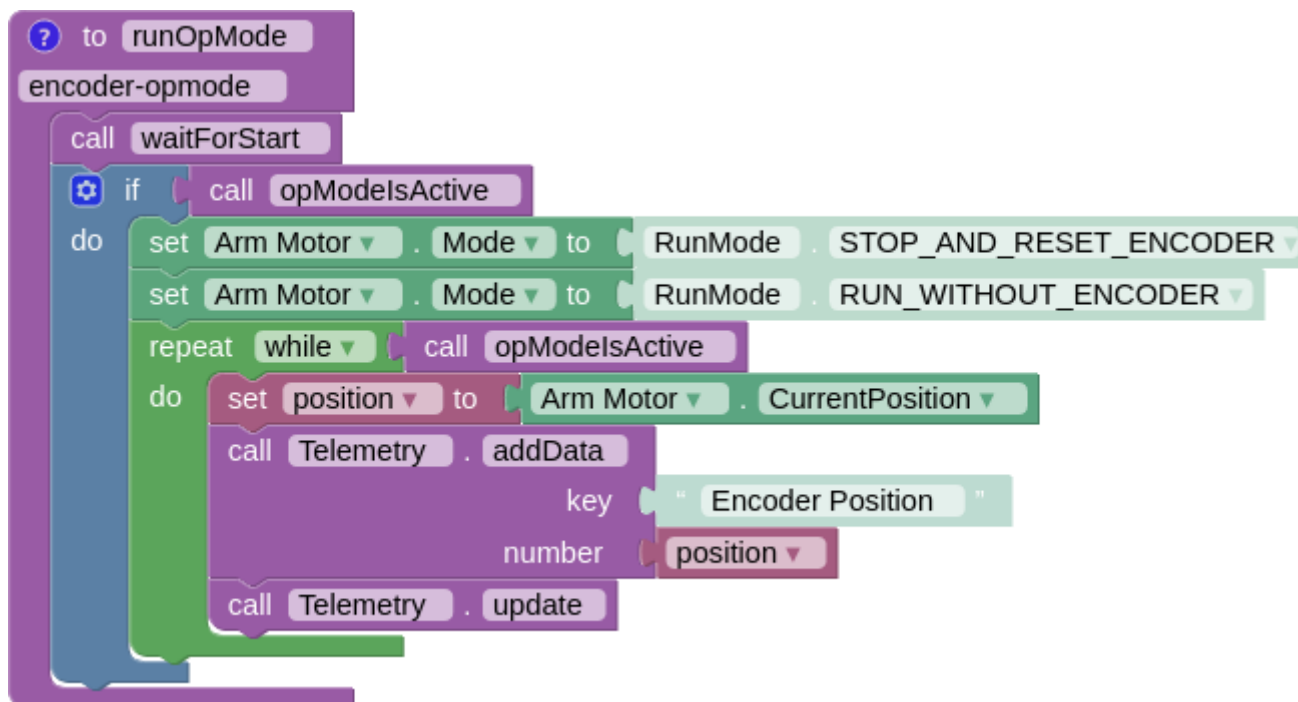 ? to runOpMode
encoder-opmode
call waitForStart
if call opModeIsActive
do set Arm Motor ▾ . Mode ▾ to RunMode . STOP_AND_RESET_ENCODER ▾
set Arm Motor ▾ . Mode ▾ to RunMode . RUN_WITHOUT_ENCODER ▾
repeat while ▾ call opModeIsActive
do set position ▾ to Arm Motor ▾ . CurrentPosition ▾
call Telemetry . addData
key “ Encoder Position ”
number position ▾
call Telemetry . update